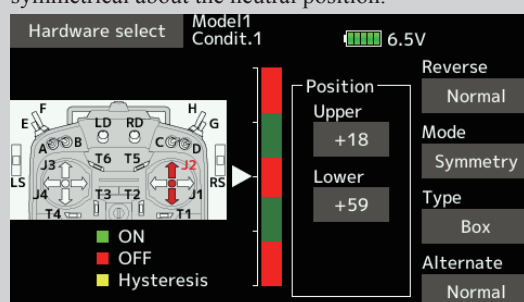 symmetrical about the neutral position.
Hardware select
Model1
Condit.1
6.5V
Position
Upper
+18
Lower
+59
Reverse
Normal
Mode
Symmetry
Type
Box
Alternate
Normal
F
H
E
LD
RD
G
A
B
C
D
J3
T6
T5
J2
LS
RS
J4
T3
T2
J1
T4
T1
ON
OFF
Hysteresis